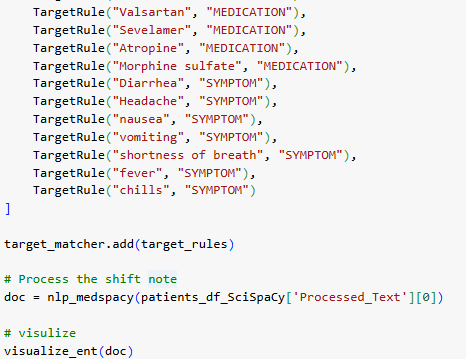 TargetRule("Valsartan", "MEDICATION"),
TargetRule("Sevelamer", "MEDICATION"),
TargetRule("Atropine", "MEDICATION"),
TargetRule("Morphine sulfate", "MEDICATION"),
TargetRule("Diarrhea", "SYMPTOM"),
TargetRule("Headache", "SYMPTOM"),
TargetRule("nausea", "SYMPTOM"),
TargetRule("vomiting", "SYMPTOM"),
TargetRule("shortness of breath", "SYMPTOM"),
TargetRule("fever", "SYMPTOM"),
TargetRule("chills", "SYMPTOM")
]
target_matcher.add(target_rules)
# Process the shift note
doc = nlp_medspacy(patients_df_SciSpaCy['Processed_Text'][0])
# visulize
visualize_ent(doc)